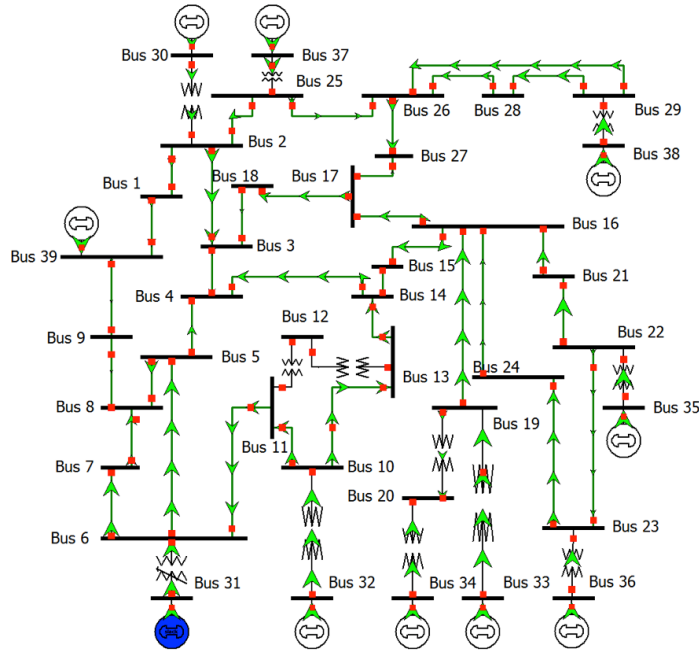 Bus 30
Bus 37
Bus 25
Bus 26
Bus 28
Bus 29
Bus 2
Bus 27
Bus 38
Bus 18
Bus 17
Bus 1
Bus 16
Bus 39
Bus 3
Bus 15
Bus 21
Bus 4
Bus 14
Bus 12
Bus 22
Bus 9
Bus 5
Bus 24
Bus 13
Bus 8
Bus 35
Bus 19
Bus 11
Bus 7
Bus 10
Bus 20
Bus 23
Bus 6
Bus 31
Bus 32
Bus 34
Bus 33
Bus 36